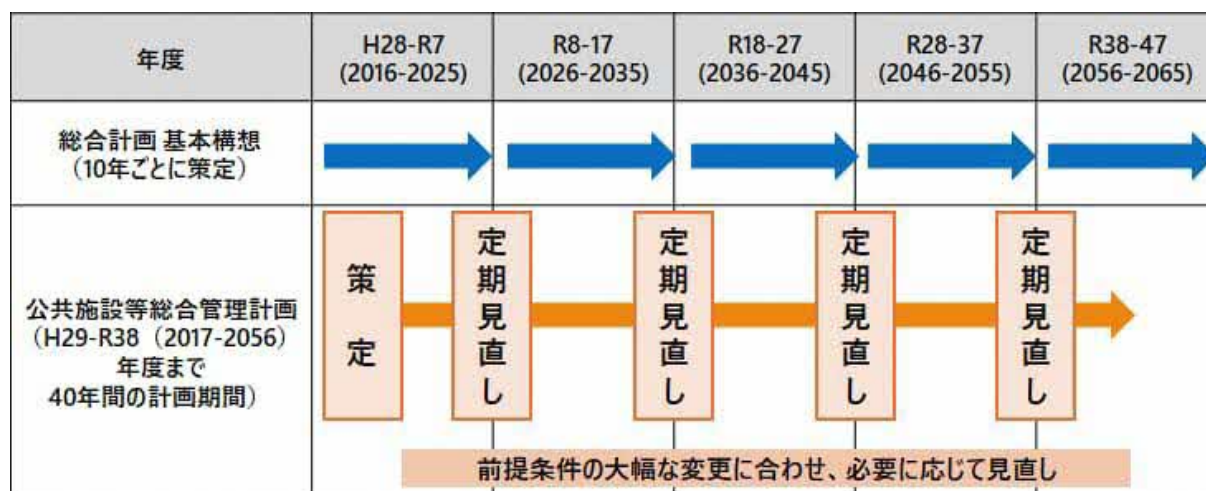 年度
H28-R7
(2016-2025)
R8-17
(2026-2035)
R18-27
(2036-2045)
R28-37
(2046-2055)
R38-47
(2056-2065)
総合計画 基本構想
（10年ごとに策定）
公共施設等総合管理計画
（H29-R38（2017-2056）
年度まで
40年間の計画期間）
策定
定期見直し
定期見直し
定期見直し
定期見直し
前提条件の大幅な変更に合わせ、必要に応じて見直し